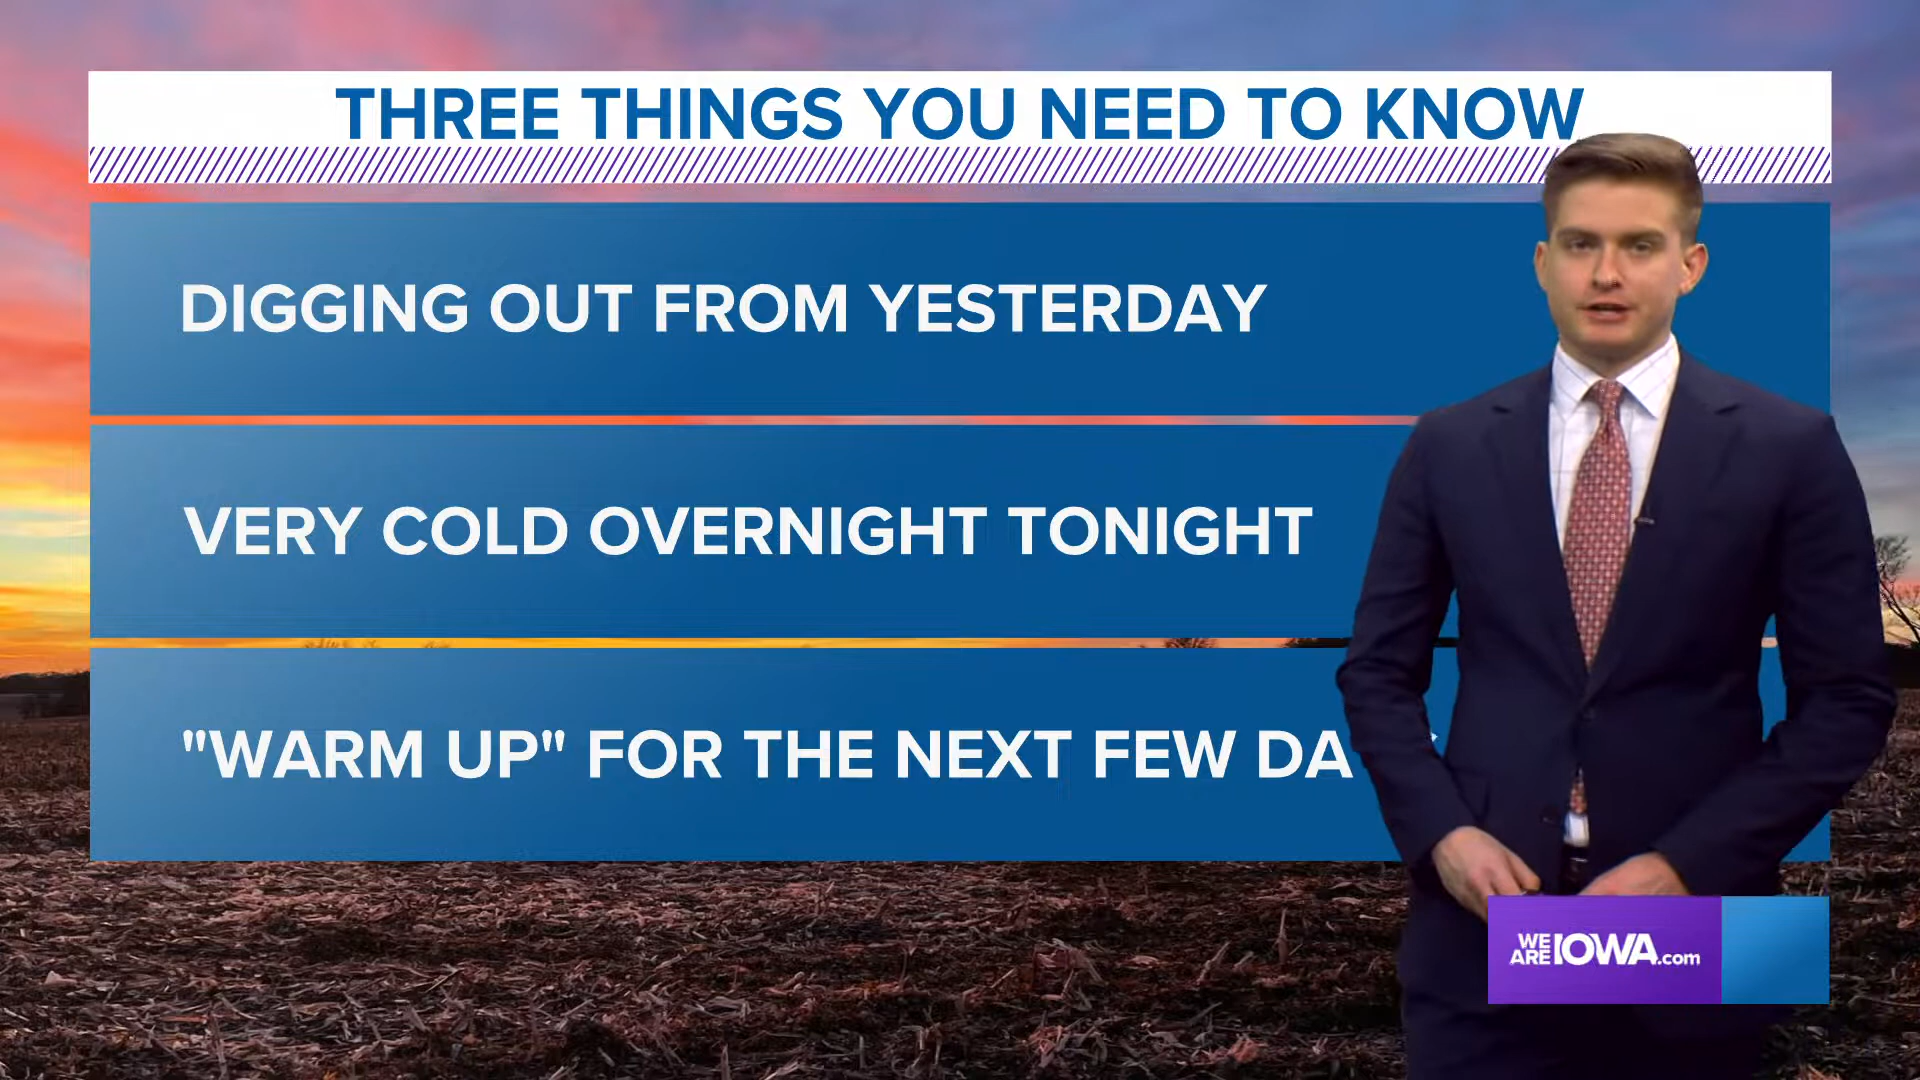 THREE THINGS YOU NEED TO KNOW
DIGGING OUT FROM YESTERDAY
VERY COLD OVERNIGHT TONIGHT
"WARM UP" FOR THE NEXT FEW
WE
ARE IOWA.com